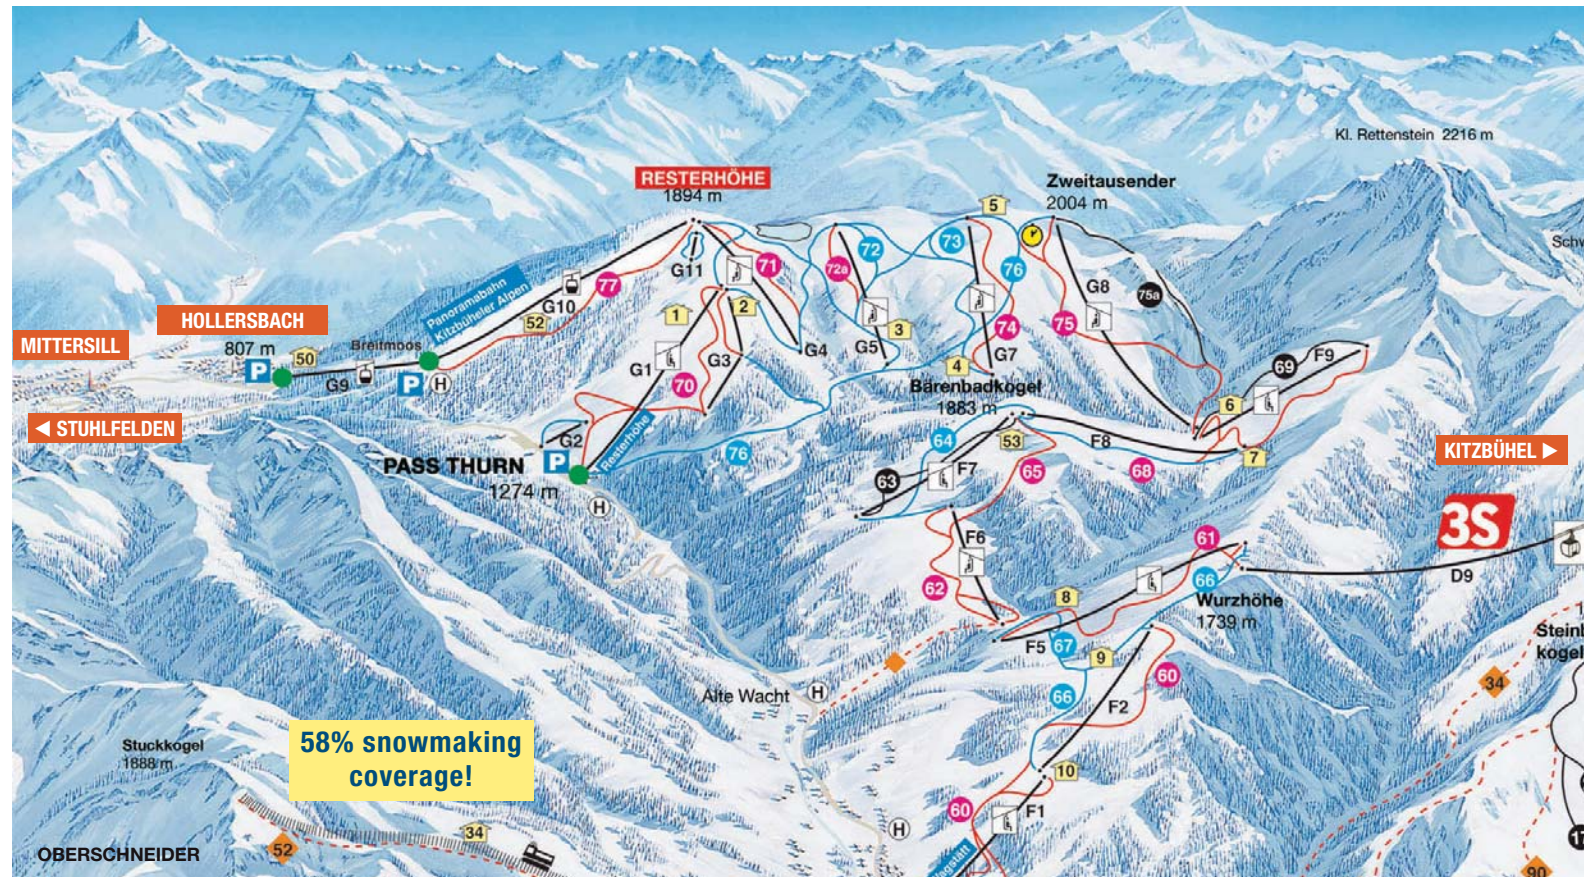 Kl. Rettenstein 2216 m
RESTERHÖHE
1894 m
Zweitausender
2004 m
5
73
72
71
72a
76
G11
G10
77
G8
75a
Panoramabahn
Kitzbüheler Alpen
HOLLERSBACH
807 m
MITTERSILL
50
P
G9
Breitmoos
P
H
52
1
2
3
G1
G3
G4
G5
70
4
74
G7
75
69
F9
6
Bärenbadkogel
1883 m
STUHLFELDEN
G2
Resterhöhe
PASS THURN
P
1274 m
H
76
64
53
F8
7
KITZBÜHEL
63
F7
65
68
3S
F6
61
D9
62
8
66
Wurzhöhe
1739 m
F5
67
9
60
66
F2
34
Alte Wacht
H
Stuckkogel
1888 m
58% snowmaking
coverage!
10
60
F1
H
34
OBERSCHNEIDER
52
90